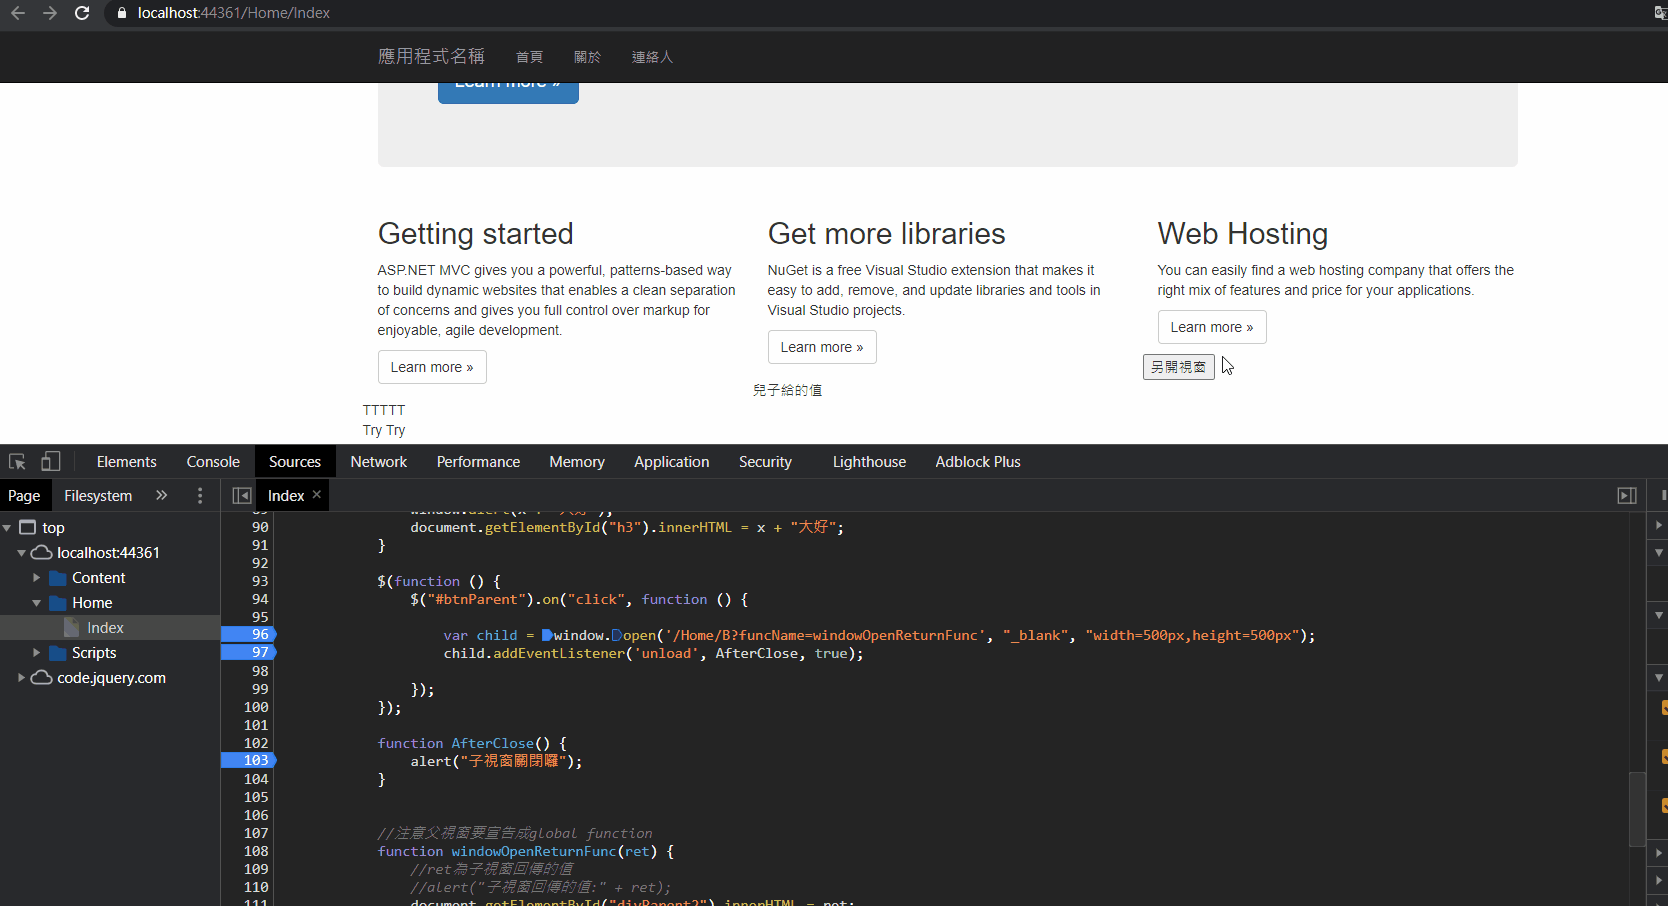 localhost:44361/Home/Index
應用程式名稱 首頁 關於 連絡人
Learn more »
Getting started
ASP.NET MVC gives you a powerful, patterns-based way
to build dynamic websites that enables a clean separation
of concerns and gives you full control over markup for
enjoyable, agile development.
Learn more »
TTTTT
Try Try
Get more libraries
NuGet is a free Visual Studio extension that makes it
easy to add, remove, and update libraries and tools in
Visual Studio projects.
Learn more »
兒子給的值
Web Hosting
You can easily find a web hosting company that offers the
right mix of features and price for your applications.
Learn more »
另開視窗
Elements Console Sources Network Performance Memory Application Security Lighthouse Adblock Plus
Page Filesystem » Index ×
top
localhost:44361
Content
Home
Index
Scripts
code.jquery.com
90 document.getElementById("h3").innerHTML = x + "大好";
91 }
92
93 $(function () {
94 $("#btnParent").on("click", function () {
95
96 var child = window.open('/Home/B?funcName=windowOpenReturnFunc', "_blank", "width=500px,height=500px");
97 child.addEventListener('unload', AfterClose, true);
98
99 });
100 });
101
102 function AfterClose() {
103 alert("子視窗關閉囉");
104 }
105
106
107 //注意父視窗要宣告成global function
108 function windowOpenReturnFunc(ret) {
109 //ret為子視窗回傳的值
110 //alert("子視窗回傳的值:" + ret);
111 document.getElementById("divParent2").innerHTML = ret;